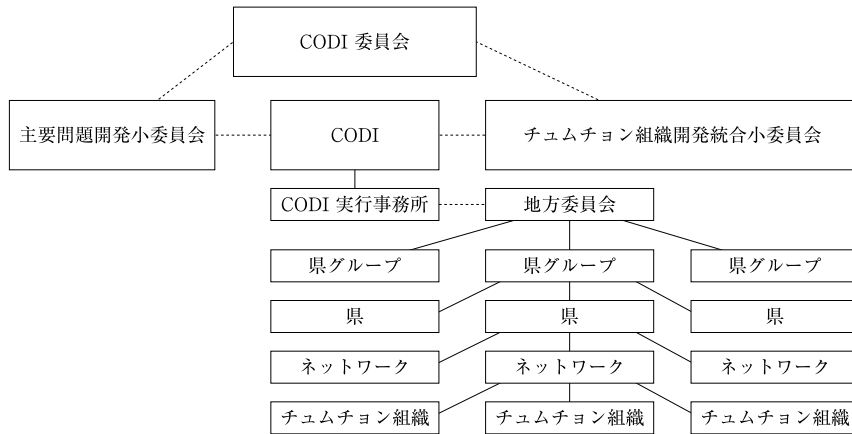 CODI 委員会
主要問題開発小委員会
CODI
チュムチョン組織開発統合小委員会
CODI 実行事務所
地方委員会
県グループ
県グループ
県グループ
県
県
県
ネットワーク
ネットワーク
ネットワーク
チュムチョン組織
チュムチョン組織
チュムチョン組織